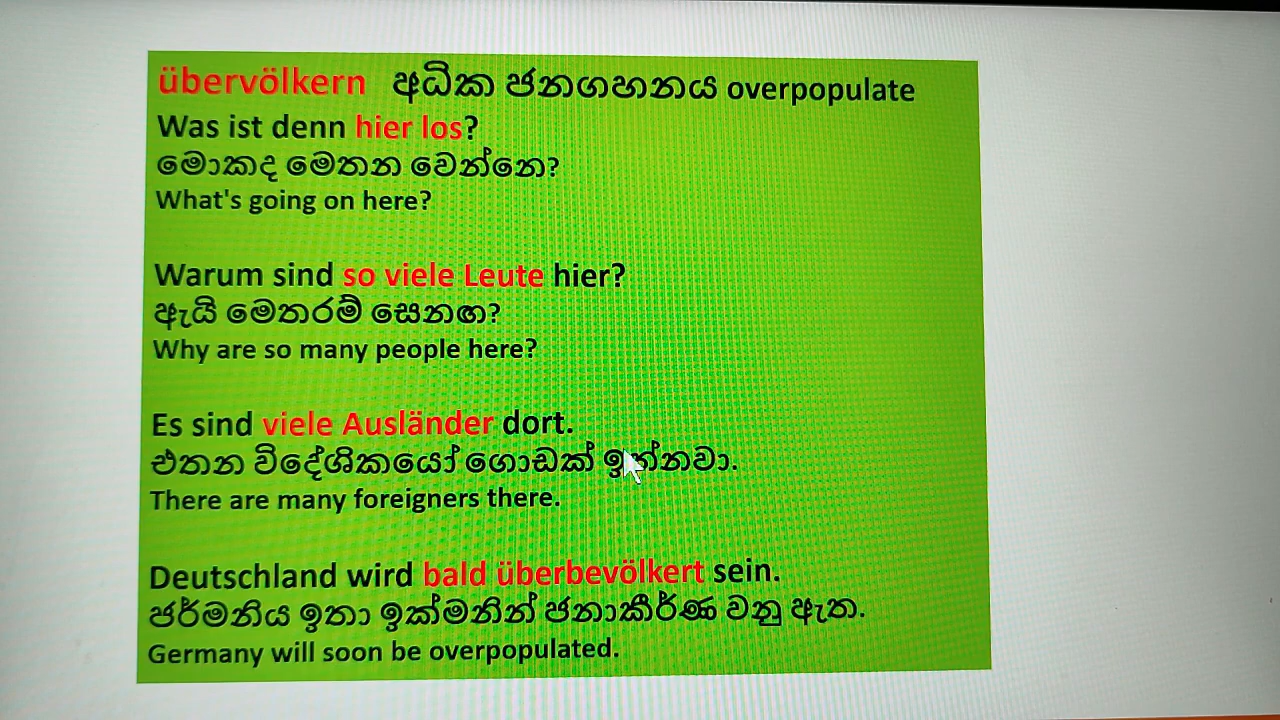 übervölkern අධික ජනගහනය overpopulate
Was ist denn hier los?
මොකද මෙතන වෙන්නෙ?
What's going on here?
Warum sind so viele Leute hier?
ඇයි මෙතරම් සෙනඟ?
Why are so many people here?
Es sind viele Ausländer dort.
එතන විදේශිකයෝ ගොඩක් ඉන්නවා.
There are many foreigners there.
Deutschland wird bald überbevölkert sein.
ජර්මනිය ඉතා ඉක්මනින් ජනාකීර්ණ වනු ඇත.
Germany will soon be overpopulated.